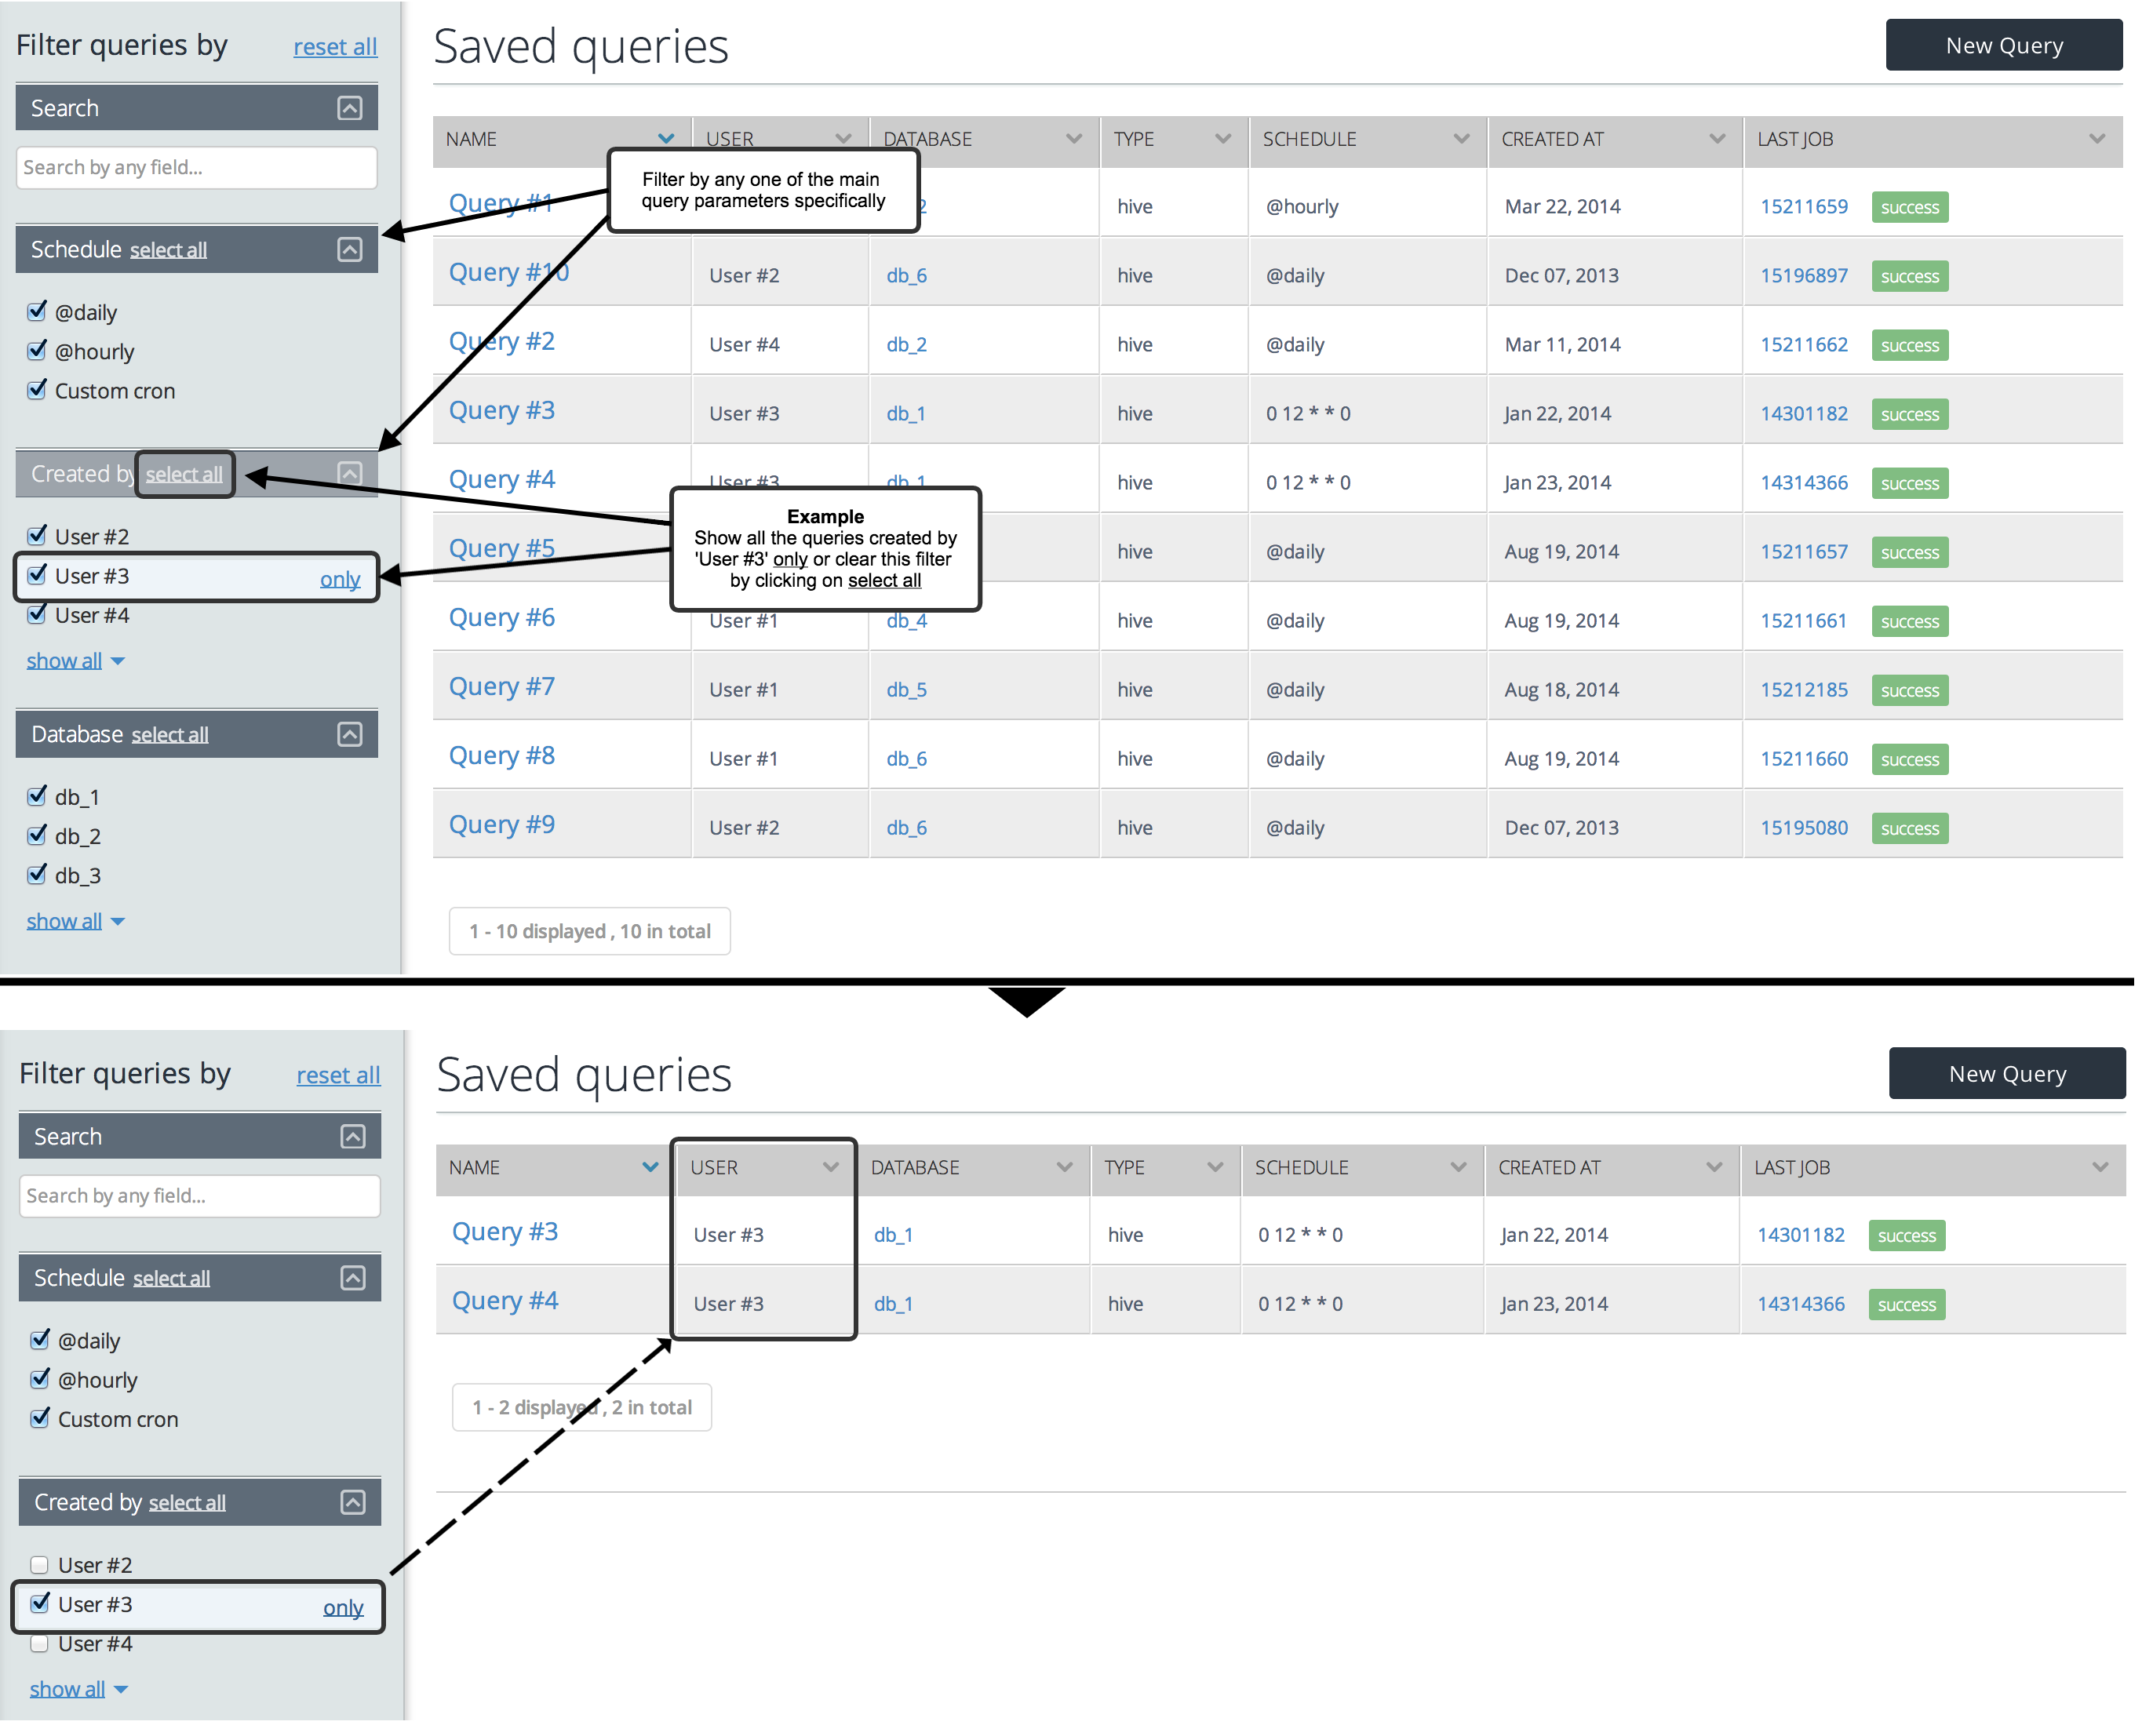 Filter queries by reset all
Search
Search by any field...
Schedule select all
@daily
@hourly
Custom cron
Created by select all
User #2
User #3 only
User #4
show all
Database select all
db_1
db_2
db_3
show all
Saved queries
New Query
NAME USER DATABASE TYPE SCHEDULE CREATED AT LAST JOB
Filter by any one of the main
query parameters specifically
Query #1 2 hive @hourly Mar 22, 2014 15211659 success
Query #10 User #2 db_6 hive @daily Dec 07, 2013 15196897 success
Query #2 User #4 db_2 hive @daily Mar 11, 2014 15211662 success
Query #3 User #3 db_1 hive 0 12 * * 0 Jan 22, 2014 14301182 success
Query #4 User #3 db_1 hive 0 12 * * 0 Jan 23, 2014 14314366 success
Example
Show all the queries created by
'User #3' only or clear this filter
by clicking on select all
Query #5 hive @daily Aug 19, 2014 15211657 success
Query #6 User #1 db_4 hive @daily Aug 19, 2014 15211661 success
Query #7 User #1 db_5 hive @daily Aug 18, 2014 15212185 success
Query #8 User #1 db_6 hive @daily Aug 19, 2014 15211660 success
Query #9 User #2 db_6 hive @daily Dec 07, 2013 15195080 success
1 - 10 displayed , 10 in total
Filter queries by reset all
Search
Search by any field...
Schedule select all
@daily
@hourly
Custom cron
Created by select all
User #2
User #3 only
User #4
show all
Saved queries
New Query
NAME USER DATABASE TYPE SCHEDULE CREATED AT LAST JOB
Query #3 User #3 db_1 hive 0 12 * * 0 Jan 22, 2014 14301182 success
Query #4 User #3 db_1 hive 0 12 * * 0 Jan 23, 2014 14314366 success
1 - 2 displayed , 2 in total